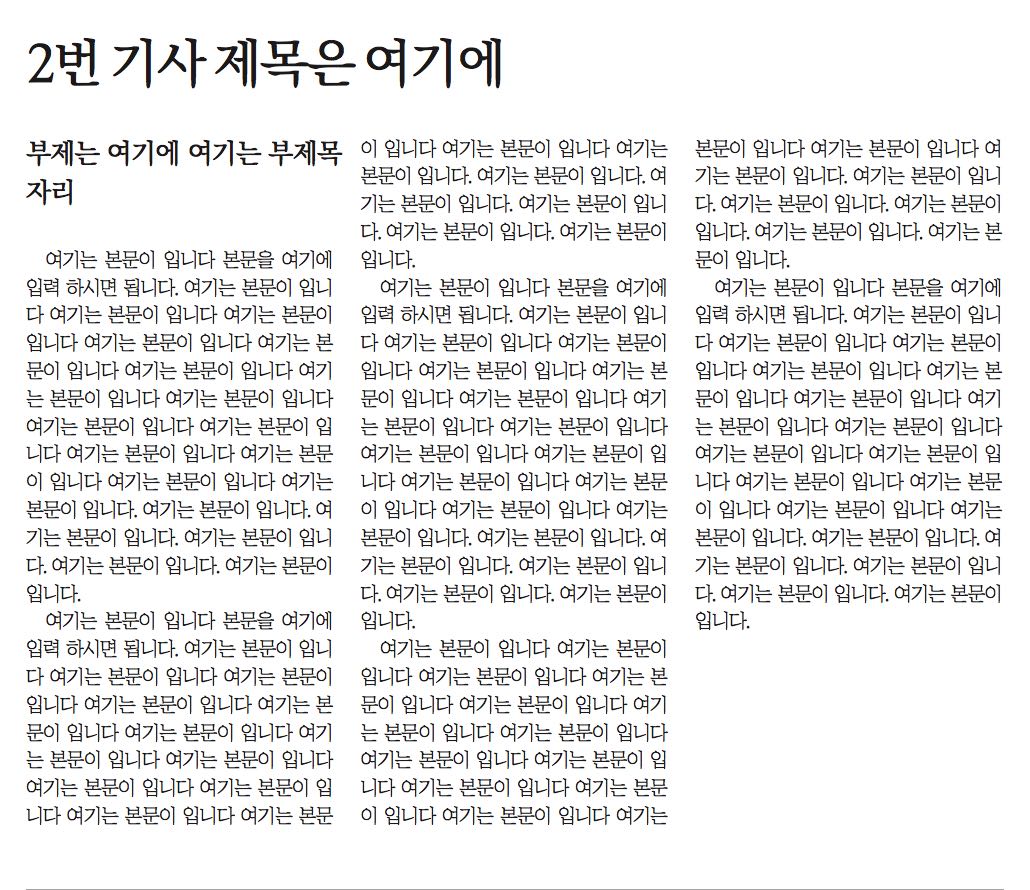 2번 기사 제목은 여기에
부제는 여기에 여기는 부제목
자리
여기는 본문이 입니다 본문을 여기에
입력 하시면 됩니다. 여기는 본문이 입니
다 여기는 본문이 입니다 여기는 본문이
입니다 여기는 본문이 입니다 여기는 본
문이 입니다 여기는 본문이 입니다 여기
는 본문이 입니다 여기는 본문이 입니다
여기는 본문이 입니다 여기는 본문이 입
니다 여기는 본문이 입니다 여기는 본문
이 입니다 여기는 본문이 입니다 여기는
본문이 입니다. 여기는 본문이 입니다. 여
기는 본문이 입니다. 여기는 본문이 입니
다. 여기는 본문이 입니다. 여기는 본문이
입니다.
여기는 본문이 입니다 본문을 여기에
입력 하시면 됩니다. 여기는 본문이 입니
다 여기는 본문이 입니다 여기는 본문이
입니다 여기는 본문이 입니다 여기는 본
문이 입니다 여기는 본문이 입니다 여기
는 본문이 입니다 여기는 본문이 입니다
여기는 본문이 입니다 여기는 본문이 입
니다 여기는 본문이 입니다 여기는 본문
이 입니다 여기는 본문이 입니다 여기는
본문이 입니다. 여기는 본문이 입니다. 여
기는 본문이 입니다. 여기는 본문이 입니
다. 여기는 본문이 입니다. 여기는 본문이
입니다.
여기는 본문이 입니다 본문을 여기에
입력 하시면 됩니다. 여기는 본문이 입니
다 여기는 본문이 입니다 여기는 본문이
입니다 여기는 본문이 입니다 여기는 본
문이 입니다 여기는 본문이 입니다 여기
는 본문이 입니다 여기는 본문이 입니다
여기는 본문이 입니다 여기는 본문이 입
니다 여기는 본문이 입니다 여기는 본문
이 입니다 여기는 본문이 입니다 여기는
본문이 입니다. 여기는 본문이 입니다. 여
기는 본문이 입니다. 여기는 본문이 입니
다. 여기는 본문이 입니다. 여기는 본문이
입니다.
여기는 본문이 입니다 여기는 본문이
입니다 여기는 본문이 입니다 여기는 본
문이 입니다 여기는 본문이 입니다 여기
는 본문이 입니다 여기는 본문이 입니다
여기는 본문이 입니다 여기는 본문이 입
니다 여기는 본문이 입니다 여기는 본문
이 입니다 여기는 본문이 입니다 여기는
본문이 입니다 여기는 본문이 입니다 여
기는 본문이 입니다. 여기는 본문이 입니
다. 여기는 본문이 입니다. 여기는 본문이
입니다. 여기는 본문이 입니다. 여기는 본
문이 입니다.
여기는 본문이 입니다 본문을 여기에
입력 하시면 됩니다. 여기는 본문이 입니
다 여기는 본문이 입니다 여기는 본문이
입니다 여기는 본문이 입니다 여기는 본
문이 입니다 여기는 본문이 입니다 여기
는 본문이 입니다 여기는 본문이 입니다
여기는 본문이 입니다 여기는 본문이 입
니다 여기는 본문이 입니다 여기는 본문
이 입니다 여기는 본문이 입니다 여기는
본문이 입니다. 여기는 본문이 입니다. 여
기는 본문이 입니다. 여기는 본문이 입니
다. 여기는 본문이 입니다. 여기는 본문이
입니다.